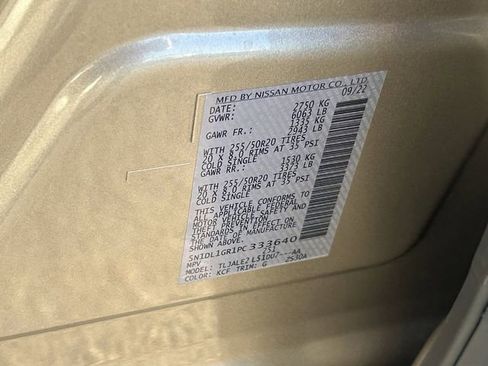 MFD BY NISSAN MOTOR CO., LTD.
DATE: 09/22
GVWR: 2750 KG
6063 LB
GAWR FR.: 1335 KG
2943 LB
WITH 255/50R20 TIRES
20 X 8.0 RIMS AT 35 PSI
COLD SINGLE
GAWR RR.: 1530 KG
3373 LB
WITH 255/50R20 TIRES
20 X 8.0 RIMS AT 35 PSI
COLD SINGLE
THIS VEHICLE CONFORMS TO
ALL APPLICABLE FEDERAL
MOTOR VEHICLE SAFETY AND
THEFT PREVENTION
STANDARDS IN EFFECT ON
THE DATE OF MANUFACTURE
SHOWN ABOVE.
5N1DL1GR1PC333640
MPV
MODEL:
COLOR: KCF TRIM: G